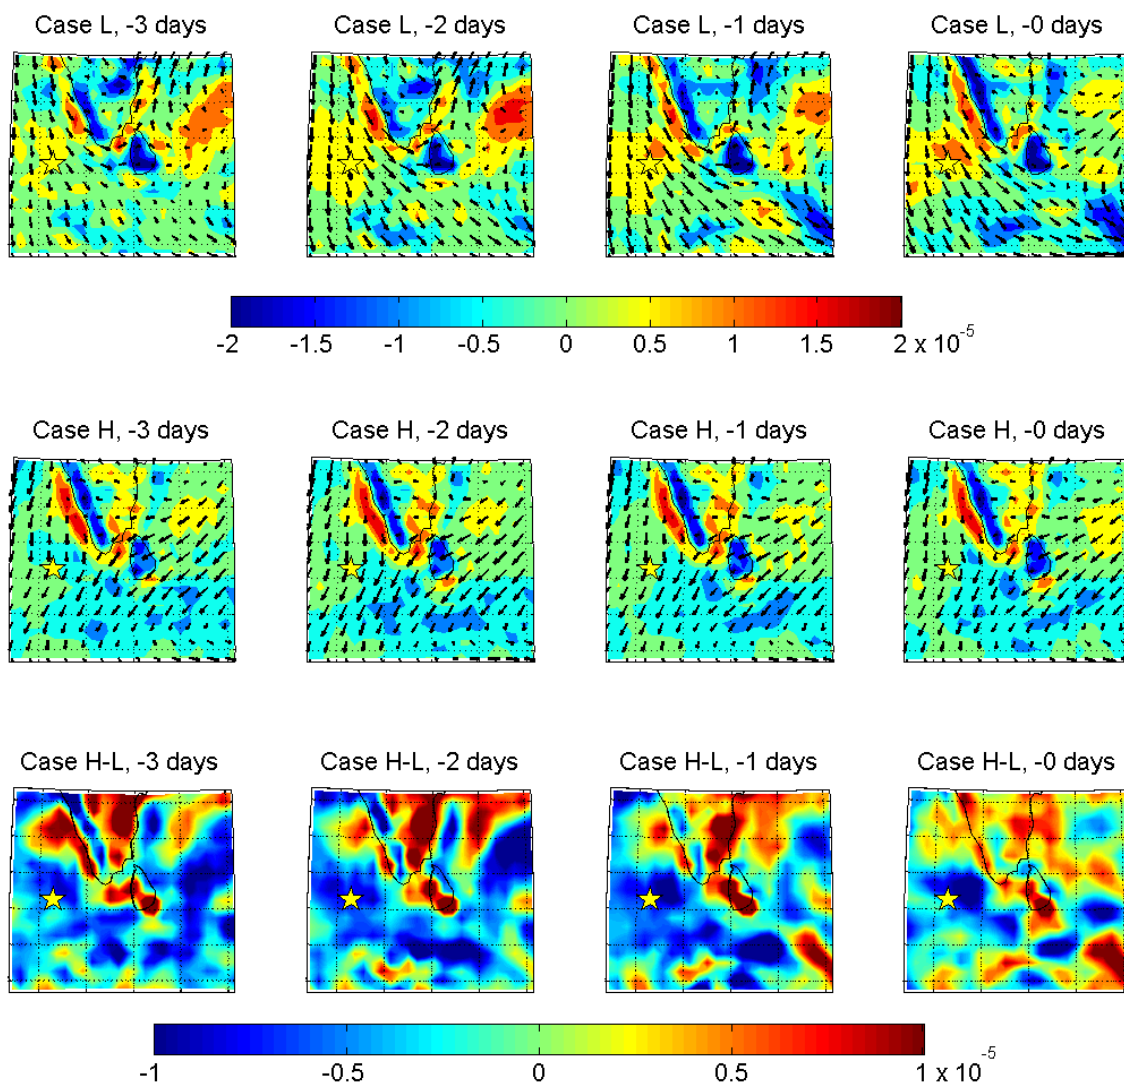 Case L, -3 days Case L, -2 days Case L, -1 days Case L, -0 days
-2 -1.5 -1 -0.5 0 0.5 1 1.5 2 x 10^-5
Case H, -3 days Case H, -2 days Case H, -1 days Case H, -0 days
Case H-L, -3 days Case H-L, -2 days Case H-L, -1 days Case H-L, -0 days
-1 -0.5 0 0.5 1 x 10^-5